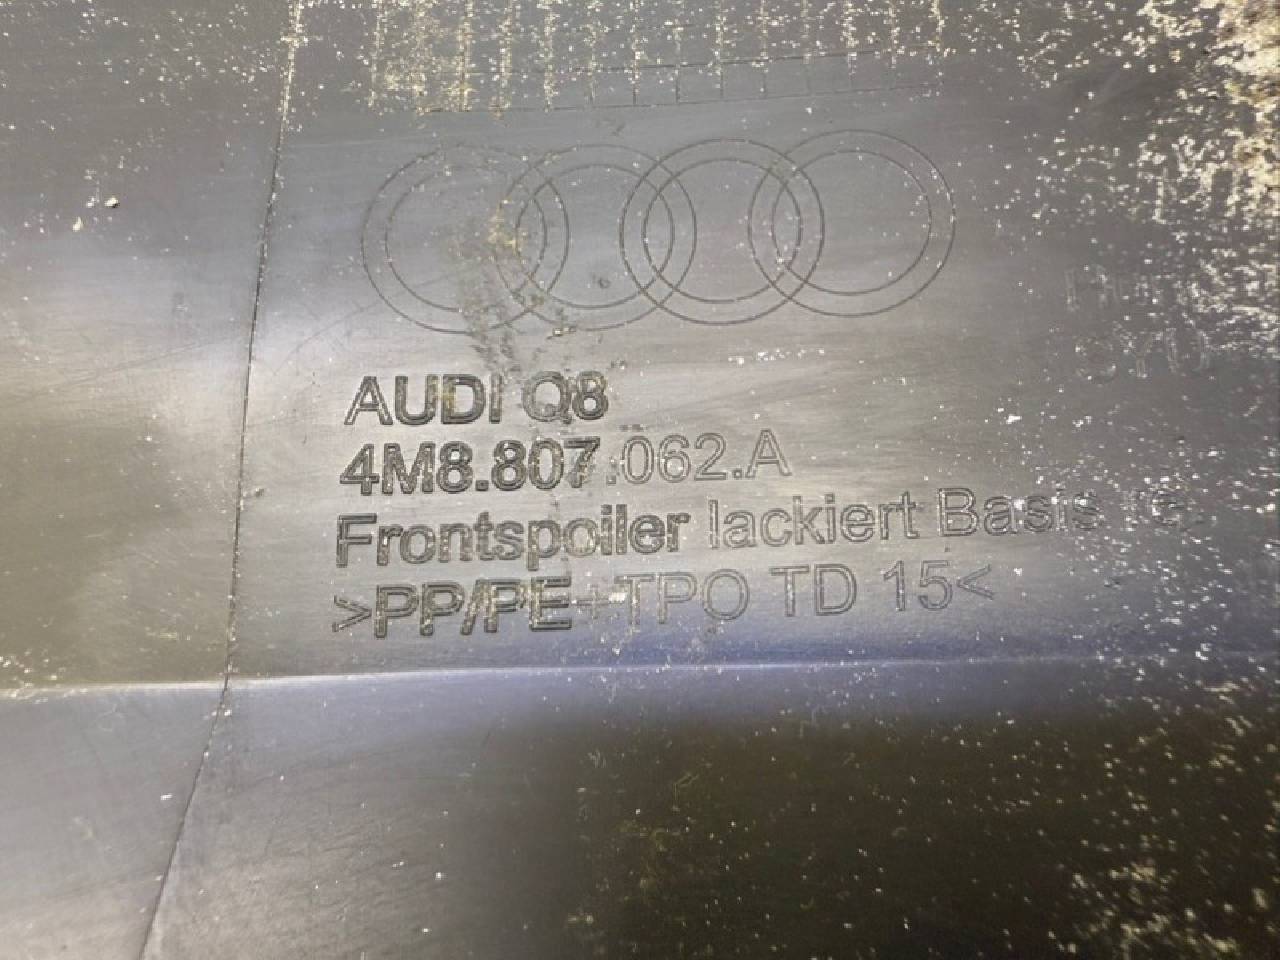 AUDI Q8
4M8.807.062.A
Frontspoiler lackiert Basis
>PP/PE+TPO TD 15<